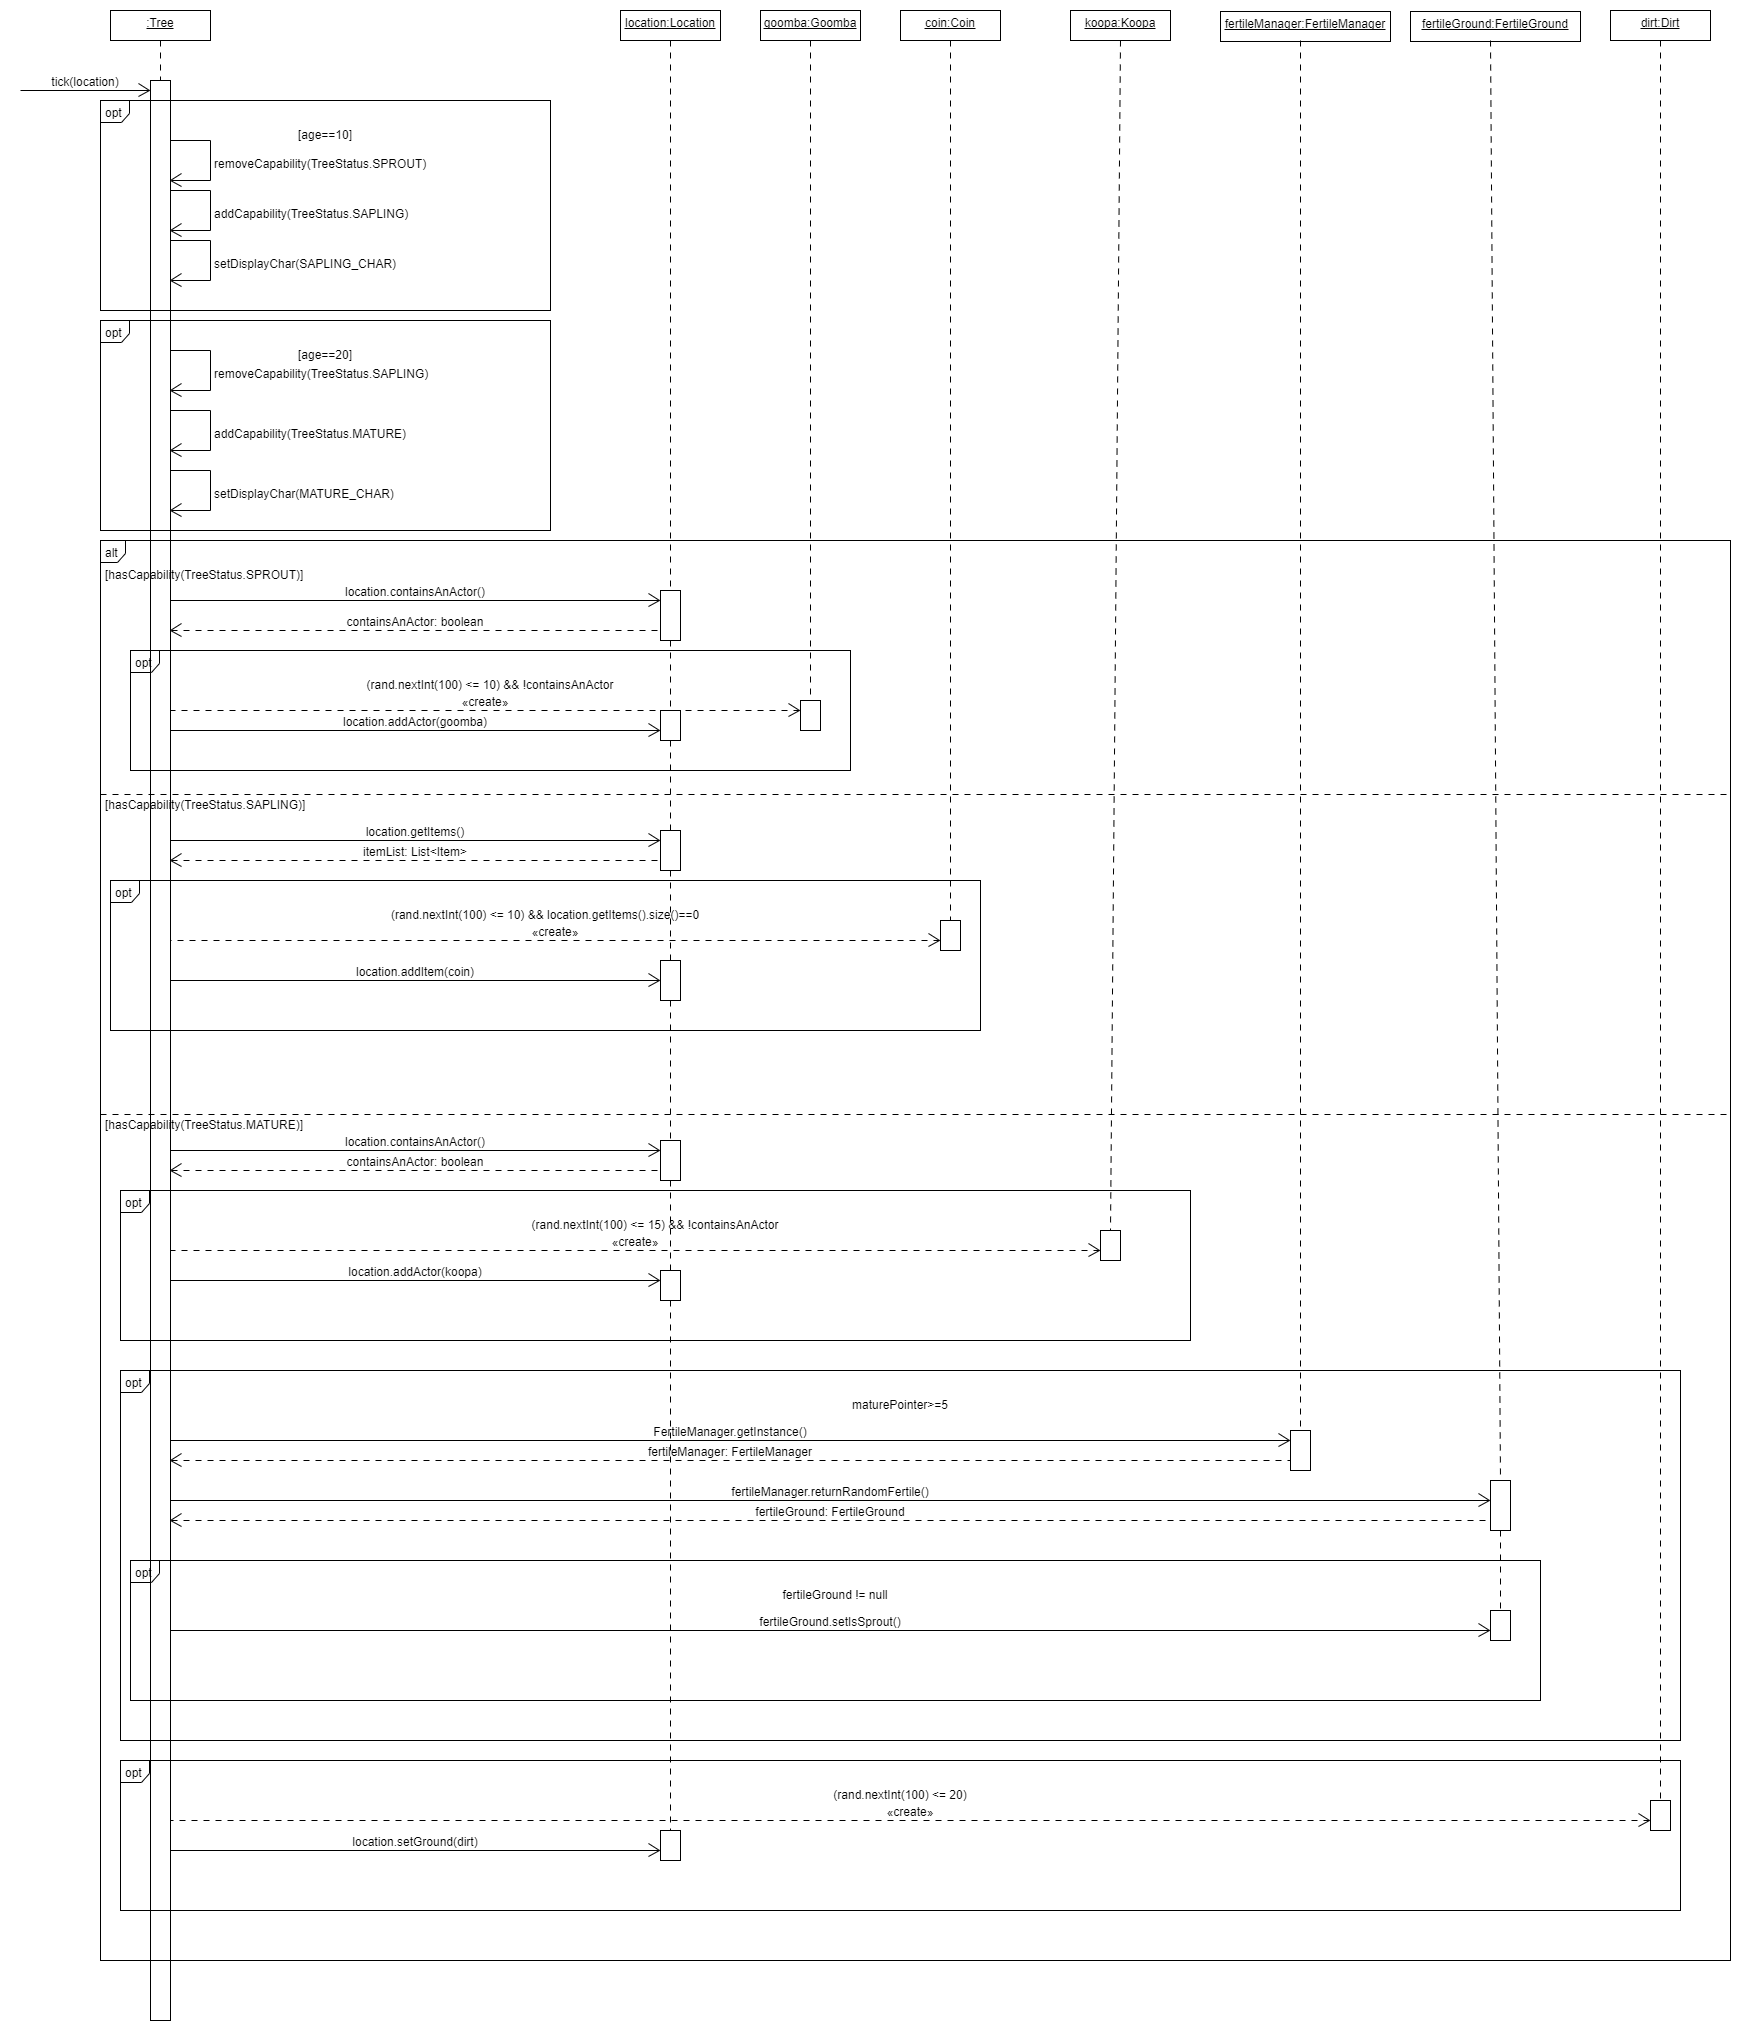 :Tree
location:Location
goomba:Goomba
coin:Coin
koopa:Koopa
fertileManager:FertileManager
fertileGround:FertileGround
dirt:Dirt
tick(location)
opt
[age==10]
removeCapability(TreeStatus.SPROUT)
addCapability(TreeStatus.SAPLING)
setDisplayChar(SAPLING_CHAR)
opt
[age==20]
removeCapability(TreeStatus.SAPLING)
addCapability(TreeStatus.MATURE)
setDisplayChar(MATURE_CHAR)
alt
[hasCapability(TreeStatus.SPROUT)]
location.containsAnActor()
containsAnActor: boolean
opt
(rand.nextInt(100) <= 10) && !containsAnActor
«create»
location.addActor(goomba)
[hasCapability(TreeStatus.SAPLING)]
location.getItems()
itemList: List<Item>
opt
(rand.nextInt(100) <= 10) && location.getItems().size()==0
«create»
location.addItem(coin)
[hasCapability(TreeStatus.MATURE)]
location.containsAnActor()
containsAnActor: boolean
opt
(rand.nextInt(100) <= 15) && !containsAnActor
«create»
location.addActor(koopa)
opt
maturePointer>=5
FertileManager.getInstance()
fertileManager: FertileManager
fertileManager.returnRandomFertile()
fertileGround: FertileGround
opt
fertileGround != null
fertileGround.setIsSprout()
opt
(rand.nextInt(100) <= 20)
«create»
location.setGround(dirt)